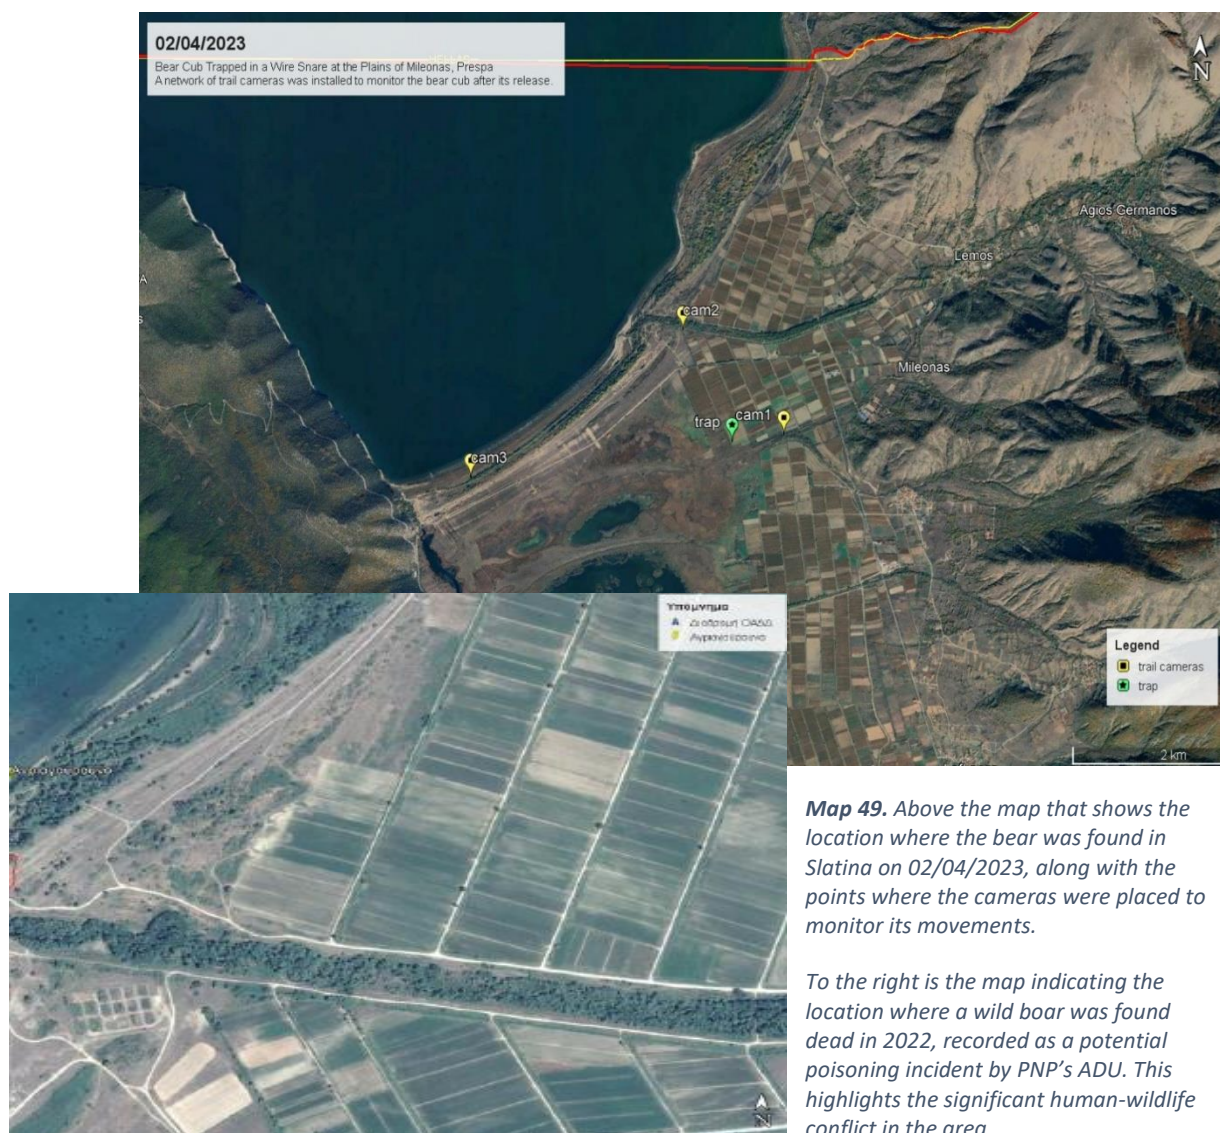 02/04/2023
Bear Cub Trapped in a Wire Snare at the Plains of Mileonas, Prespa
A network of trail cameras was installed to monitor the bear cub after its release.
N
Agios Germanos
Lemos
cam2
Mileonas
trap
cam1
cam3
A
s
Legend
trail cameras
trap
2 km
Υπόμνημα
Διαδρομή ΟΑΔΔ
Αγριογούρουνο
Αγριογούρουνο
N
Map 49. Above the map that shows the
location where the bear was found in
Slatina on 02/04/2023, along with the
points where the cameras were placed to
monitor its movements.
To the right is the map indicating the
location where a wild boar was found
dead in 2022, recorded as a potential
poisoning incident by PNP’s ADU. This
highlights the significant human-wildlife
conflict in the area